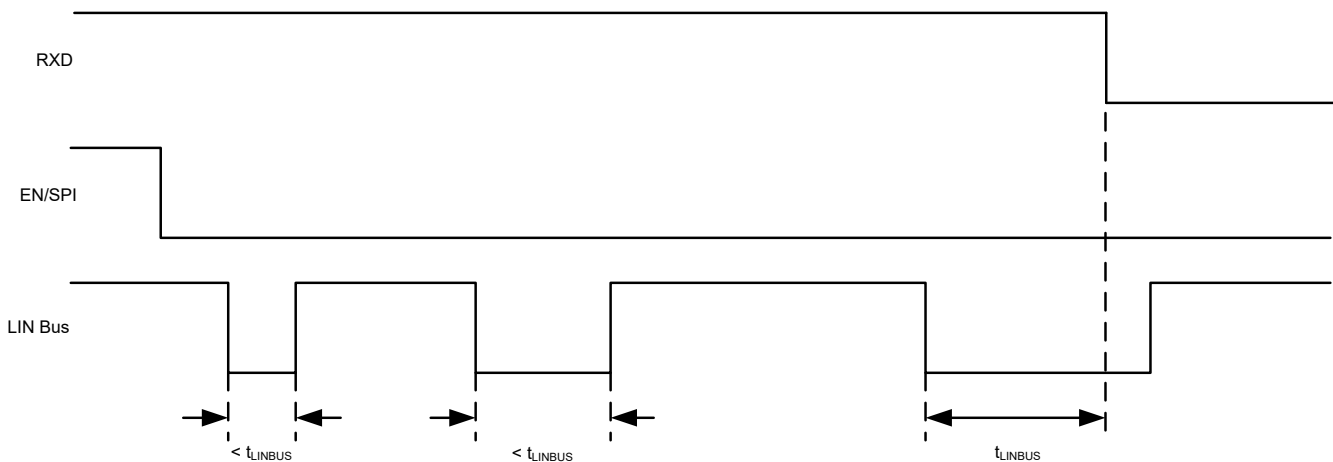 RXD
EN/SPI
LIN Bus
< tLINBUS
< tLINBUS
tLINBUS